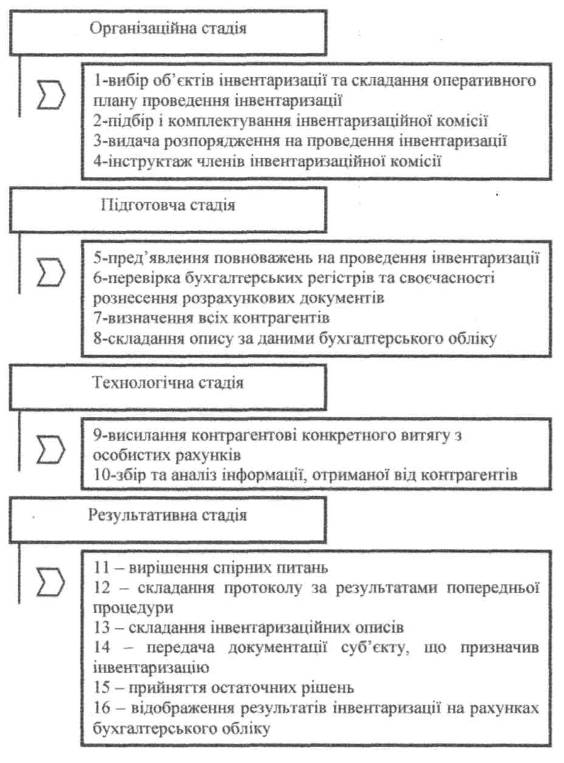 Організаційна стадія
1-вибір об’єктів інвентаризації та складання оперативного
плану проведення інвентаризації
2-підбір і комплектування інвентаризаційної комісії
3-видача розпорядження на проведення інвентаризації
4-інструктаж членів інвентаризаційної комісії
Підготовча стадія
5-пред’явлення повноважень на проведення інвентаризації
6-перевірка бухгалтерських регістрів та своєчасності
рознесення розрахункових документів
7-визначення всіх контрагентів
8-складання опису за даними бухгалтерського обліку
Технологічна стадія
9-висилання контрагентові конкретного витягу з
особистих рахунків
10-збір та аналіз інформації, отриманої від контрагентів
Результативна стадія
11 – вирішення спірних питань
12 – складання протоколу за результатами попередньої
процедури
13 – складання інвентаризаційних описів
14 – передача документації суб’єкту, що призначив
інвентаризацію
15 – прийняття остаточних рішень
16 – відображення результатів інвентаризації на рахунках
бухгалтерського обліку